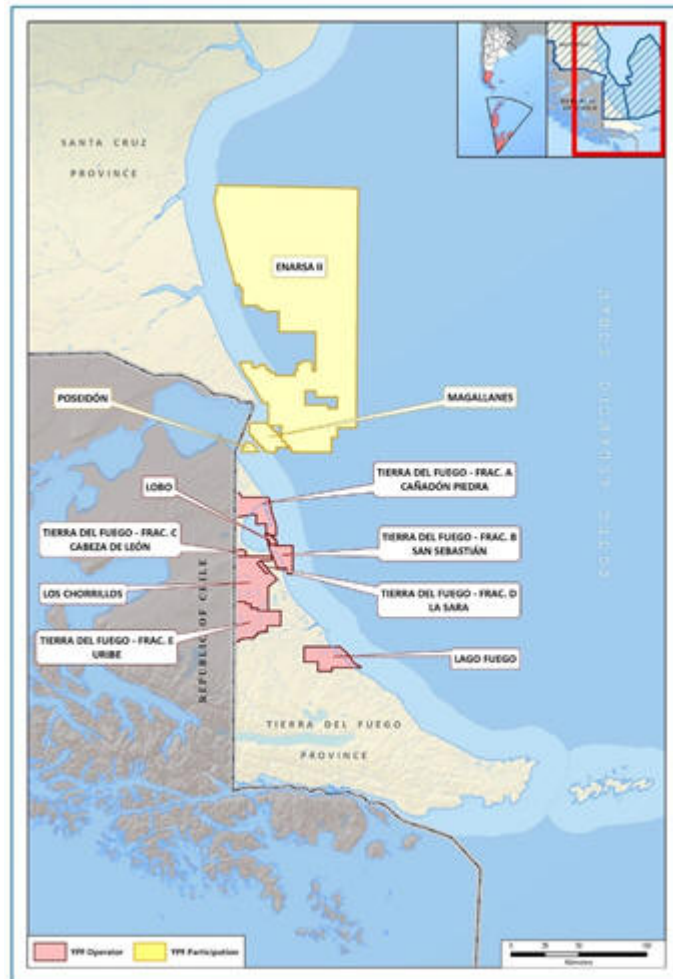 SANTA CRUZ
PROVINCE
ENARSA II
POSEIDÓN
MAGALLANES
TIERRA DEL FUEGO - FRAC. A
CAÑADÓN PIEDRA
LOBO
TIERRA DEL FUEGO - FRAC. C
CABEZA DE LEÓN
TIERRA DEL FUEGO - FRAC. B
SAN SEBASTIÁN
LOS CHORRILLOS
TIERRA DEL FUEGO - FRAC. D
LA SARA
TIERRA DEL FUEGO - FRAC. E
URIBE
LAGO FUEGO
REPUBLIC OF CHILE
TIERRA DEL FUEGO
PROVINCE
YPF Operator
YPF Participation